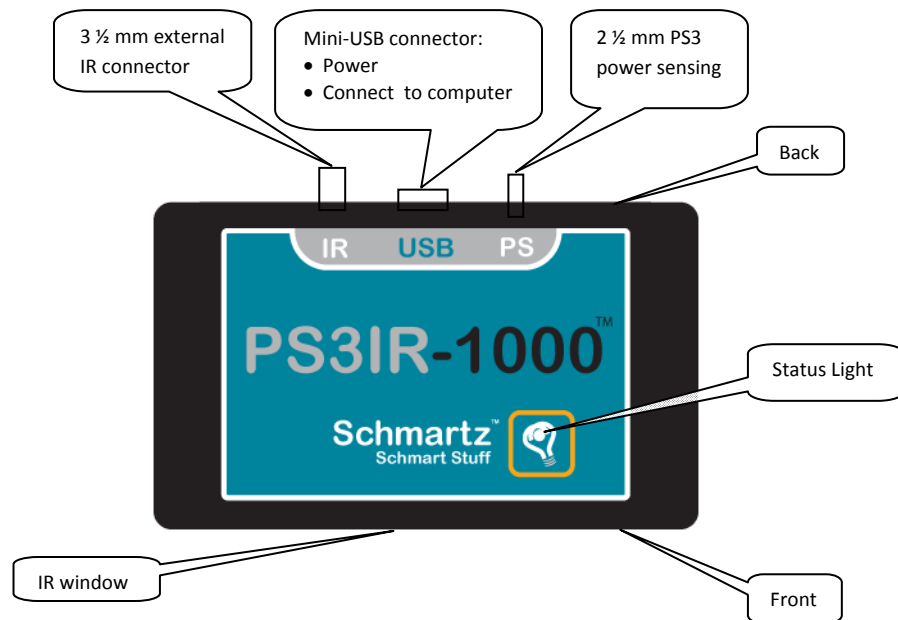 3 ½ mm external
IR connector
Mini-USB connector:
• Power
• Connect to computer
2 ½ mm PS3
power sensing
Back
IR USB PS
PS3IR-1000™
Status Light
Schmartz™
Schmart Stuff
IR window
Front